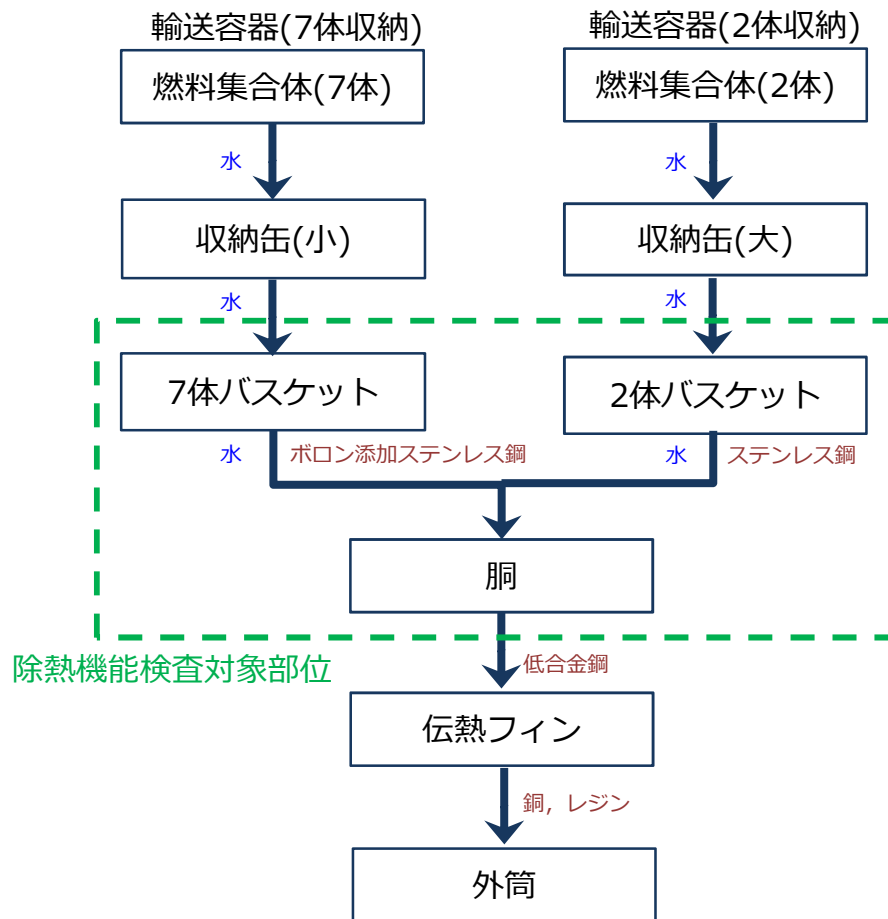 輸送容器(7体収納)
輸送容器(2体収納)
燃料集合体(7体)
燃料集合体(2体)
水
水
収納缶(小)
収納缶(大)
水
水
7体バスケット
2体バスケット
水
ボロン添加ステンレス鋼
水
ステンレス鋼
胴
除熱機能検査対象部位
低合金鋼
伝熱フィン
銅，レジン
外筒